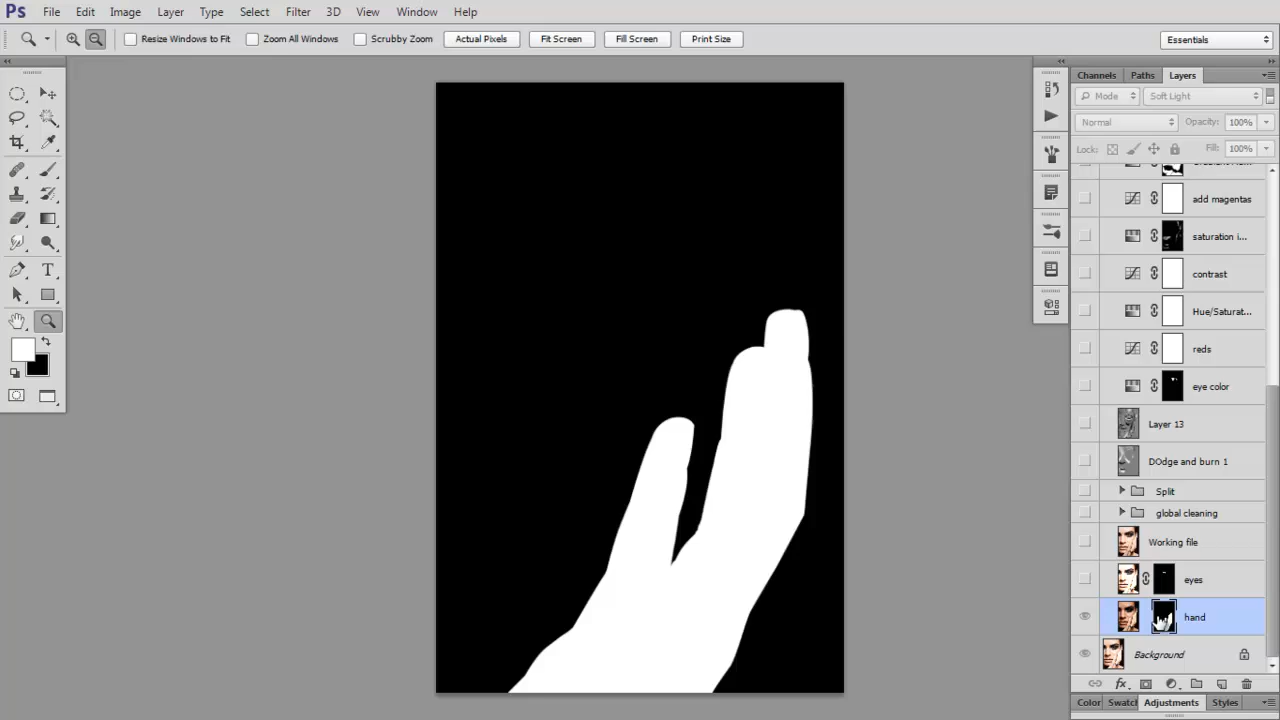 Ps File Edit Image Layer Type Select Filter 3D View Window Help
Resize Windows to Fit Zoom All Windows Scrubby Zoom Actual Pixels Fit Screen Fill Screen Print Size Essentials
Channels Paths Layers
Mode Soft Light
Normal Opacity: 100%
Lock: Fill: 100%
add magentas
saturation i...
contrast
Hue/Saturat...
reds
eye color
Layer 13
DOdge and burn 1
Split
global cleaning
Working file
eyes
hand
Background
fx
Color Swatc Adjustments Styles